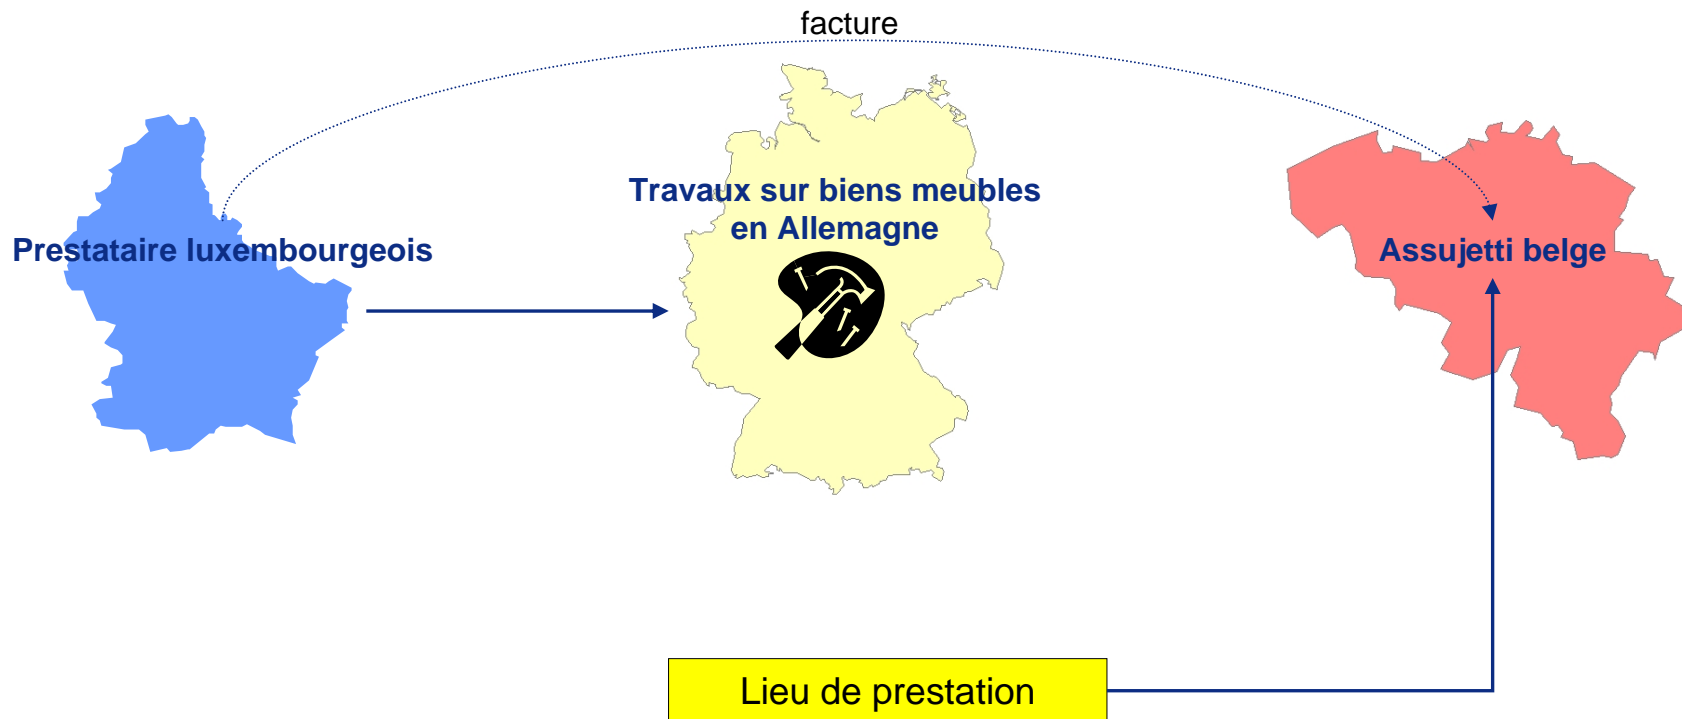 facture
Travaux sur biens meubles
en Allemagne
Prestataire luxembourgeois
Assujetti belge
Lieu de prestation